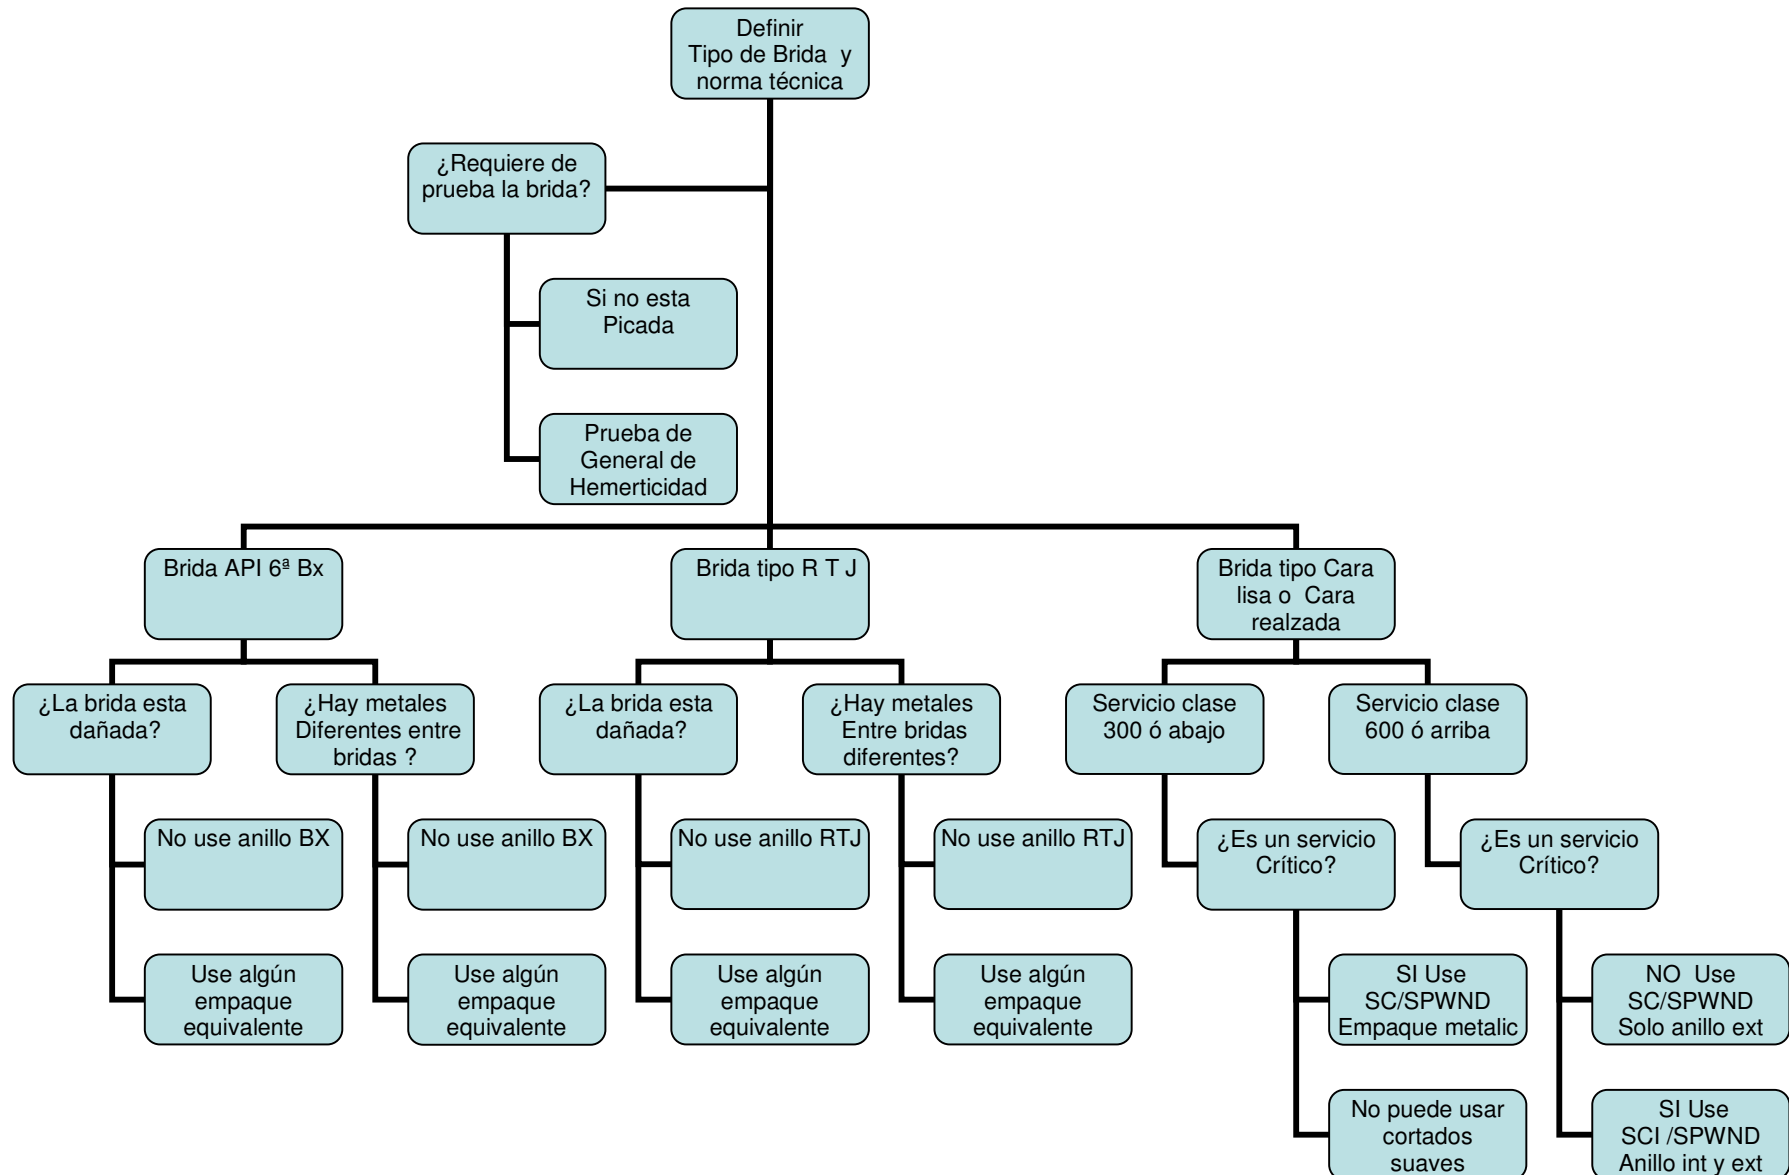 Definir
Tipo de Brida y
norma técnica
¿Requiere de
prueba la brida?
Si no esta
Picada
Prueba de
General de
Hemerticidad
Brida API 6ª Bx
Brida tipo R T J
Brida tipo Cara
lisa o Cara
realzada
¿La brida esta
dañada?
¿Hay metales
Diferentes entre
bridas ?
¿La brida esta
dañada?
¿Hay metales
Entre bridas
diferentes?
Servicio clase
300 ó abajo
Servicio clase
600 ó arriba
No use anillo BX
No use anillo BX
No use anillo RTJ
No use anillo RTJ
¿Es un servicio
Crítico?
¿Es un servicio
Crítico?
Use algún
empaque
equivalente
Use algún
empaque
equivalente
Use algún
empaque
equivalente
Use algún
empaque
equivalente
SI Use
SC/SPWND
Empaque metalic
NO Use
SC/SPWND
Solo anillo ext
No puede usar
cortados
suaves
SI Use
SCI /SPWND
Anillo int y ext